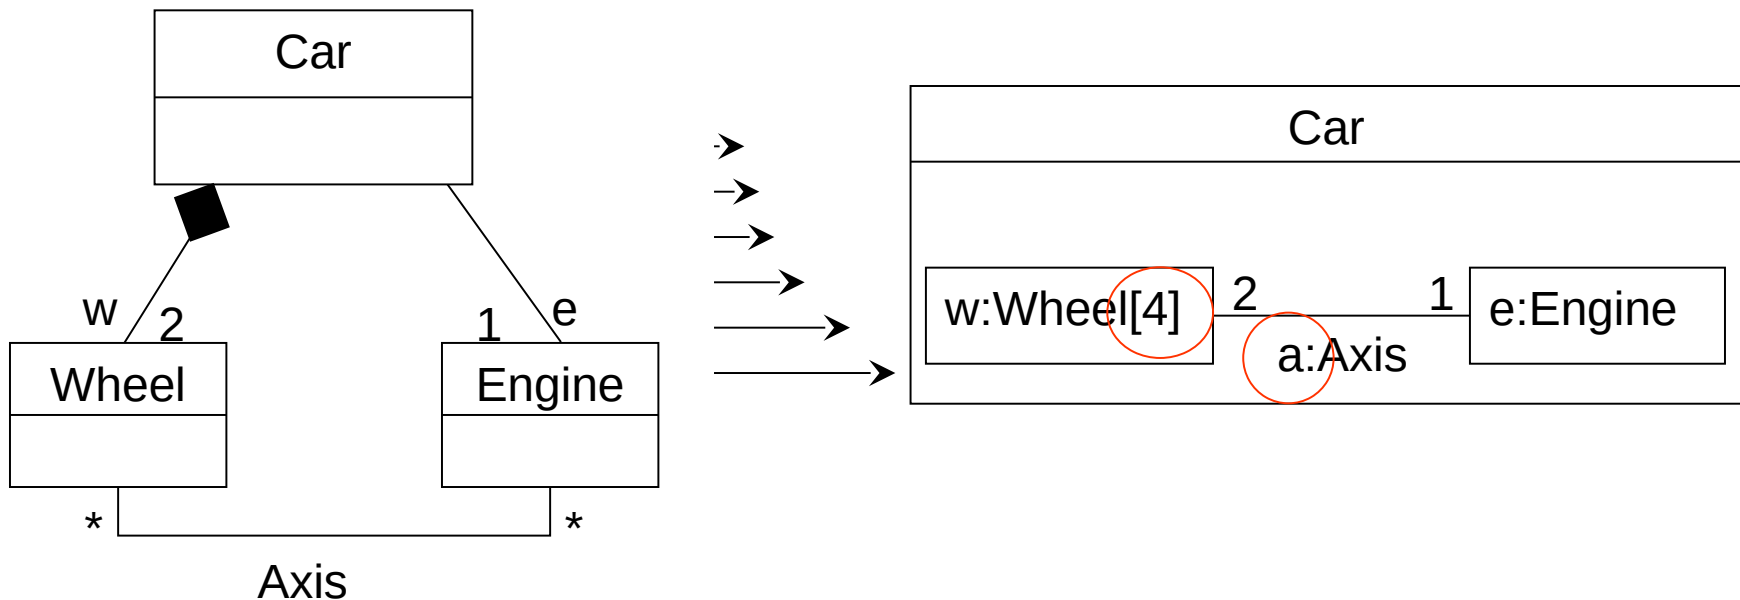 Car
w
2
1
e
Wheel
Engine
*
*
Axis
Car
w:Wheel[4]
2
1
e:Engine
a:Axis